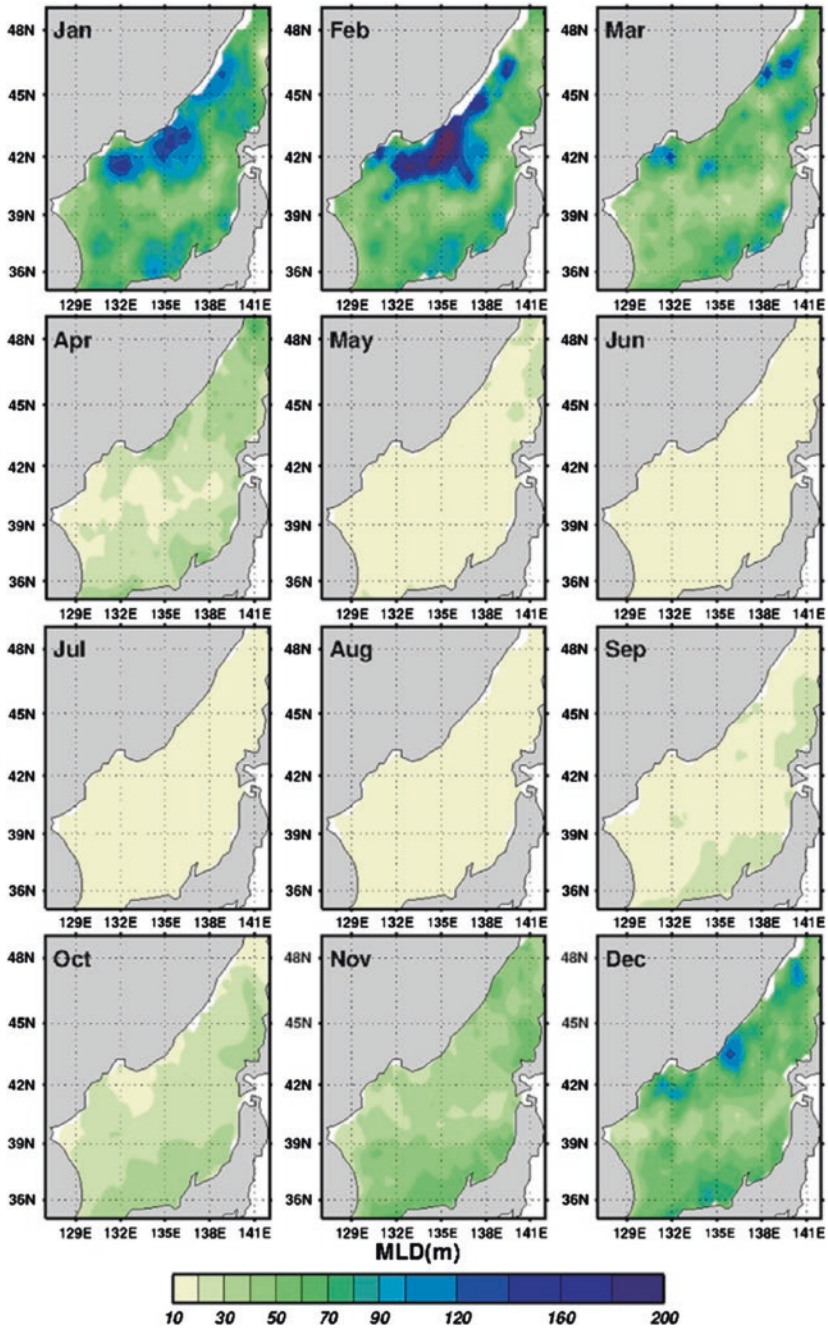 Jan Feb Mar
48N 48N 48N
45N 45N 45N
42N 42N 42N
39N 39N 39N
36N 36N 36N
129E 132E 135E 138E 141E 129E 132E 135E 138E 141E 129E 132E 135E 138E 141E
Apr May Jun
48N 48N 48N
45N 45N 45N
42N 42N 42N
39N 39N 39N
36N 36N 36N
129E 132E 135E 138E 141E 129E 132E 135E 138E 141E 129E 132E 135E 138E 141E
Jul Aug Sep
48N 48N 48N
45N 45N 45N
42N 42N 42N
39N 39N 39N
36N 36N 36N
129E 132E 135E 138E 141E 129E 132E 135E 138E 141E 129E 132E 135E 138E 141E
Oct Nov Dec
48N 48N 48N
45N 45N 45N
42N 42N 42N
39N 39N 39N
36N 36N 36N
129E 132E 135E 138E 141E 129E 132E 135E 138E 141E 129E 132E 135E 138E 141E
MLD(m)
10 30 50 70 90 120 160 200